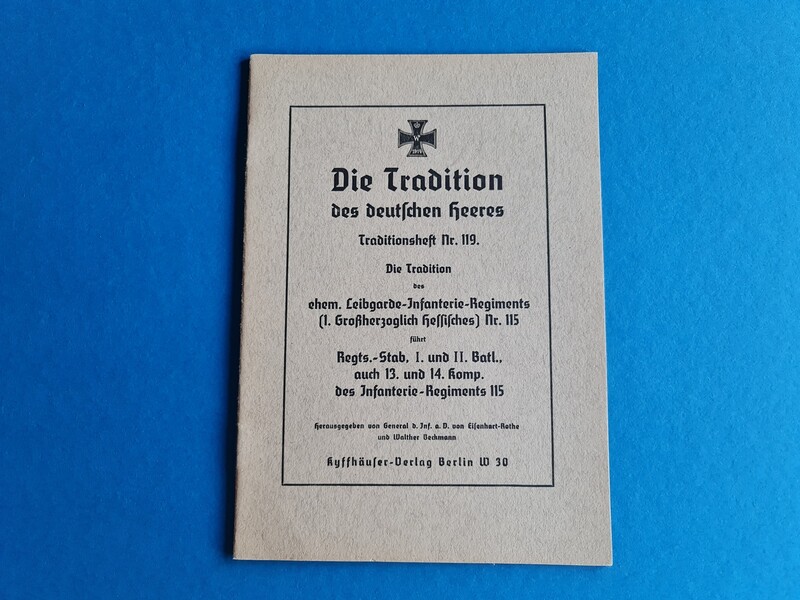 W
1914
Die Tradition
des deutſchen Heeres
Traditionsheft Nr. 119.
Die Tradition
des
ehem. Leibgarde-Infanterie-Regiments
(1. Großherzoglich Heſſiſches) Nr. 115
führt
Regts.-Stab, I. und II. Batl.,
auch 13. und 14. Komp.
des Infanterie-Regiments 115
Herausgegeben von General d. Inf. a. D. von Eiſenhart-Rothe
und Walther Beckmann
Kyffhäuſer-Verlag Berlin W 30